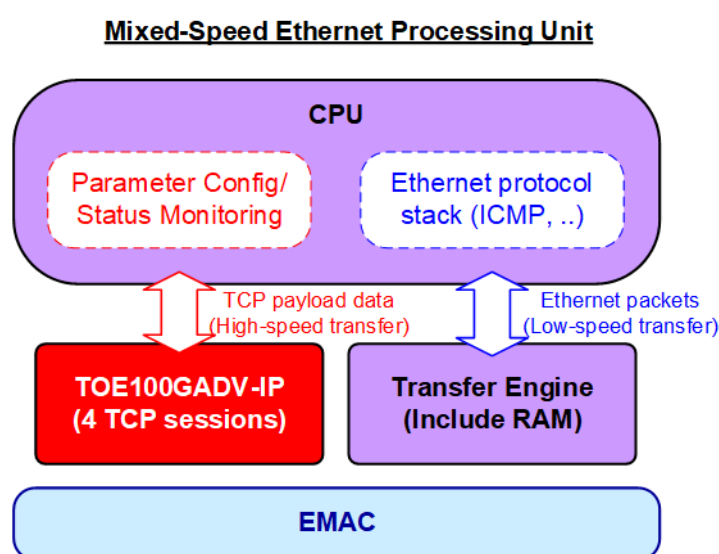 Mixed-Speed Ethernet Processing Unit
CPU
Parameter Config/
Status Monitoring
Ethernet protocol
stack (ICMP, ..)
TCP payload data
(High-speed transfer)
Ethernet packets
(Low-speed transfer)
TOE100GADV-IP
(4 TCP sessions)
Transfer Engine
(Include RAM)
EMAC